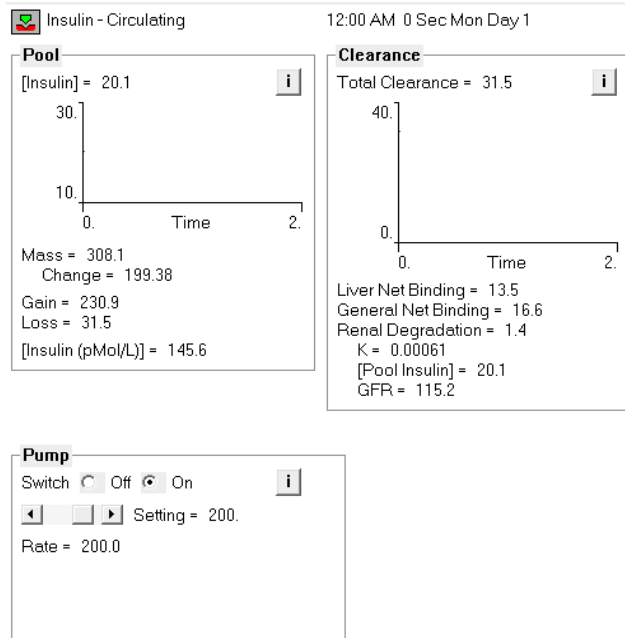 Insulin - Circulating 12:00 AM 0 Sec Mon Day 1
Pool
[Insulin] = 20.1 i
30.
10.
0. Time 2.
Mass = 308.1
Change = 199.38
Gain = 230.9
Loss = 31.5
[Insulin (pMol/L)] = 145.6
Clearance
Total Clearance = 31.5 i
40.
0.
0. Time 2.
Liver Net Binding = 13.5
General Net Binding = 16.6
Renal Degradation = 1.4
K = 0.00061
[Pool Insulin] = 20.1
GFR = 115.2
Pump
Switch Off On i
Setting = 200.
Rate = 200.0